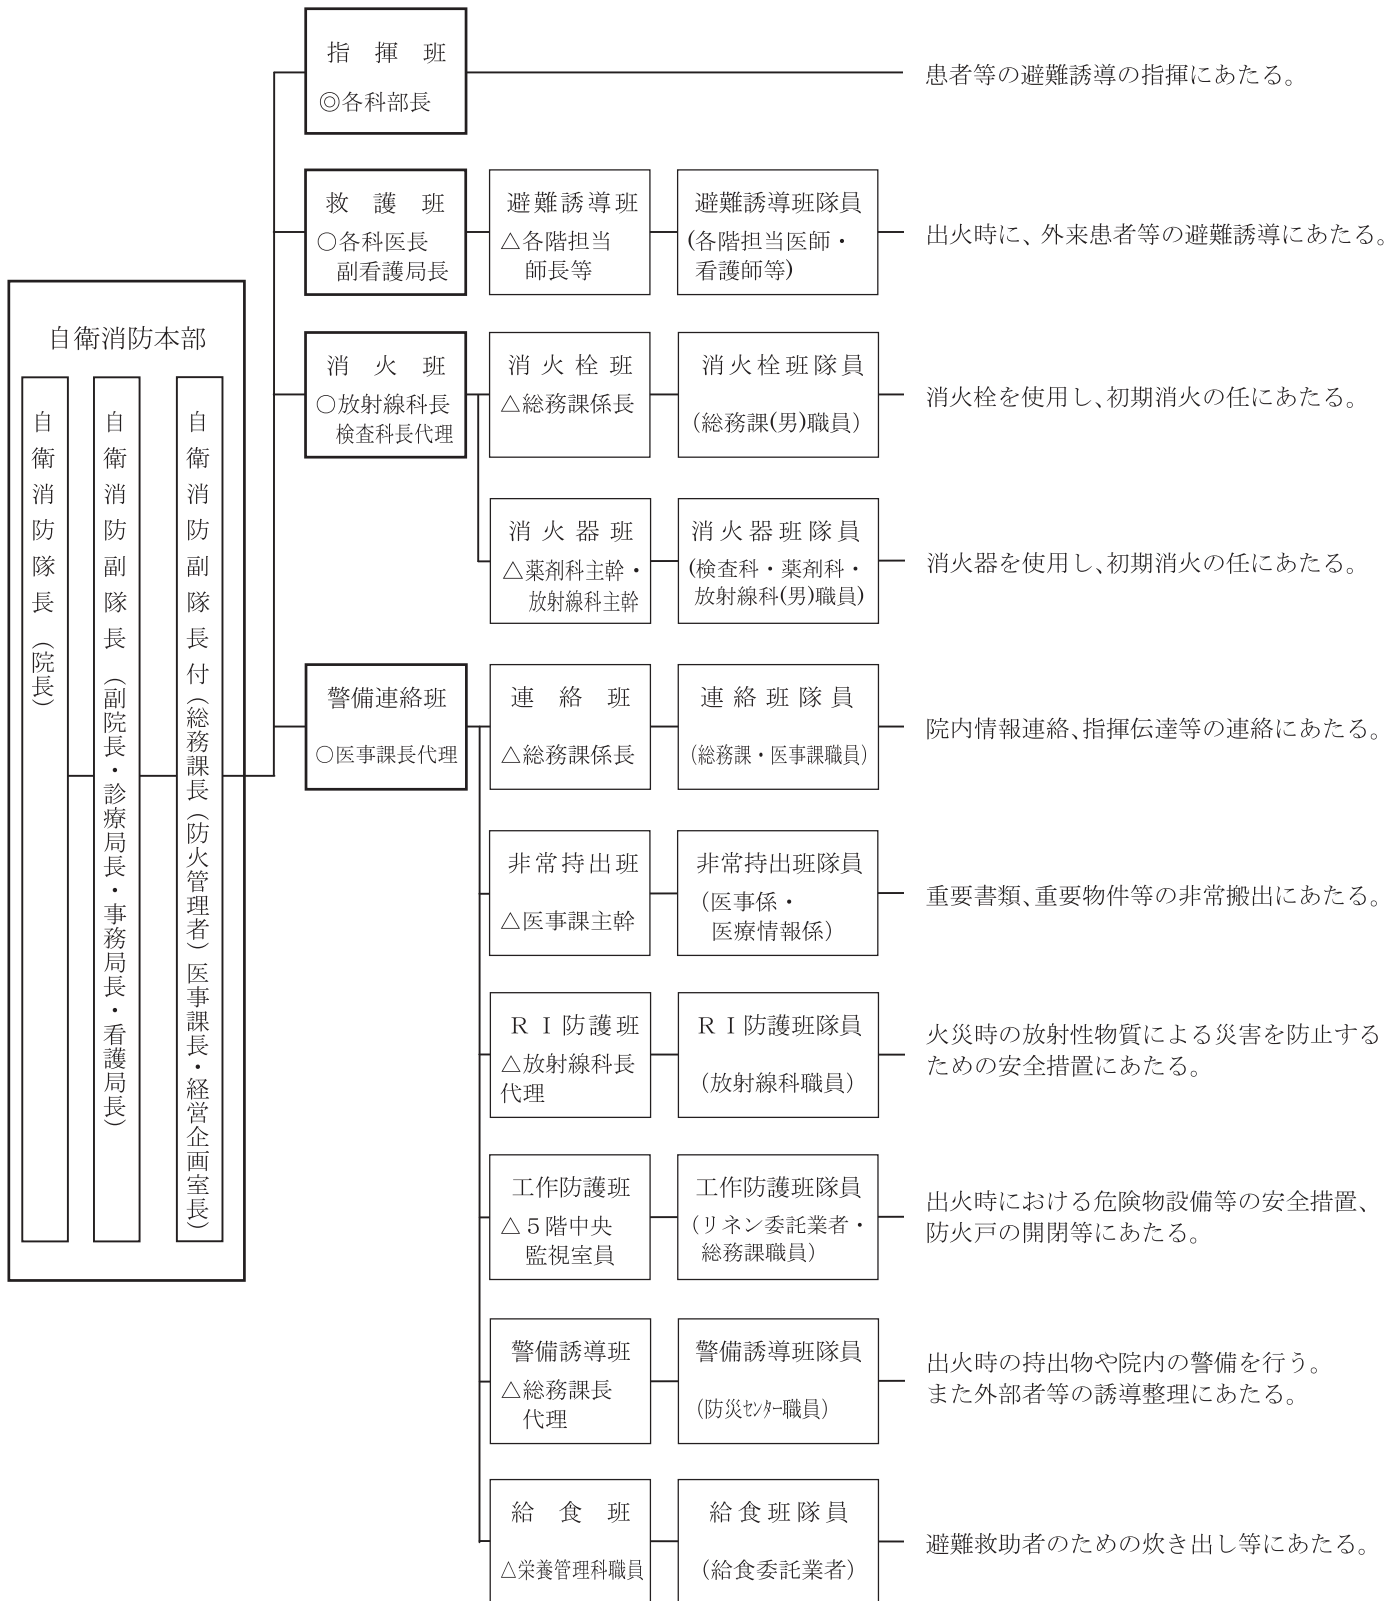 指揮班
◎各科部長
患者等の避難誘導の指揮にあたる。
救護班
○各科医長
副看護局長
避難誘導班
△各階担当
師長等
避難誘導班隊員
(各階担当医師・
看護師等)
出火時に、外来患者等の避難誘導にあたる。
自衛消防本部
自衛消防隊長（院長）
自衛消防副隊長（副院長・診療局長・事務局長・看護局長）
自衛消防副隊長付（総務課長（防火管理者）医事課長・経営企画室長）
消火班
○放射線科長
検査科長代理
消火栓班
△総務課係長
消火栓班隊員
（総務課(男)職員）
消火栓を使用し、初期消火の任にあたる。
消火器班
△薬剤科主幹・
放射線科主幹
消火器班隊員
(検査科・薬剤科・
放射線科(男)職員)
消火器を使用し、初期消火の任にあたる。
警備連絡班
○医事課長代理
連絡班
△総務課係長
連絡班隊員
（総務課・医事課職員）
院内情報連絡、指揮伝達等の連絡にあたる。
非常持出班
△医事課主幹
非常持出班隊員
（医事係・
医療情報係）
重要書類、重要物件等の非常搬出にあたる。
ＲＩ防護班
△放射線科長
代理
ＲＩ防護班隊員
（放射線科職員）
火災時の放射性物質による災害を防止する
ための安全措置にあたる。
工作防護班
△５階中央
監視室員
工作防護班隊員
（リネン委託業者・
総務課職員）
出火時における危険物設備等の安全措置、
防火戸の開閉等にあたる。
警備誘導班
△総務課長
代理
警備誘導班隊員
（防災ｾﾝﾀｰ職員）
出火時の持出物や院内の警備を行う。
また外部者等の誘導整理にあたる。
給食班
△栄養管理科職員
給食班隊員
（給食委託業者）
避難救助者のための炊き出し等にあたる。